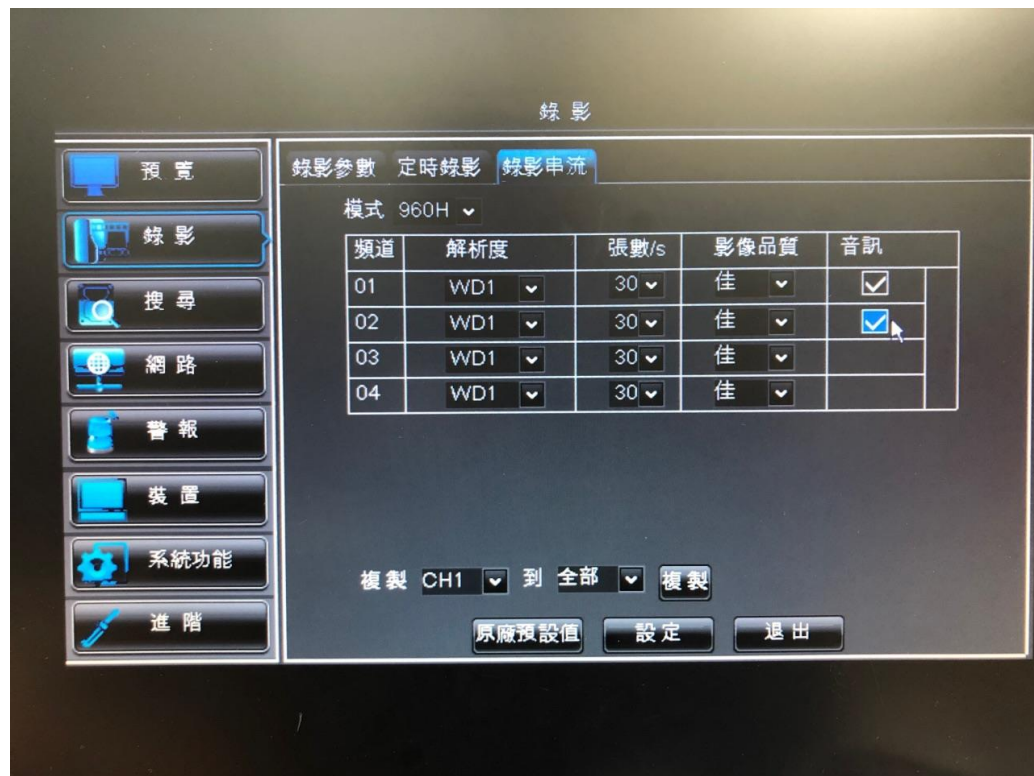 錄 影
預 覽
錄 影
搜 尋
網 路
警 報
裝 置
系統功能
進 階
錄影參數 定時錄影 錄影串流
模式 960H
頻道 解析度 張數/s 影像品質 音訊
01 WD1 30 佳
02 WD1 30 佳
03 WD1 30 佳
04 WD1 30 佳
複製 CH1 到 全部 複製
原廠預設值 設定 退出